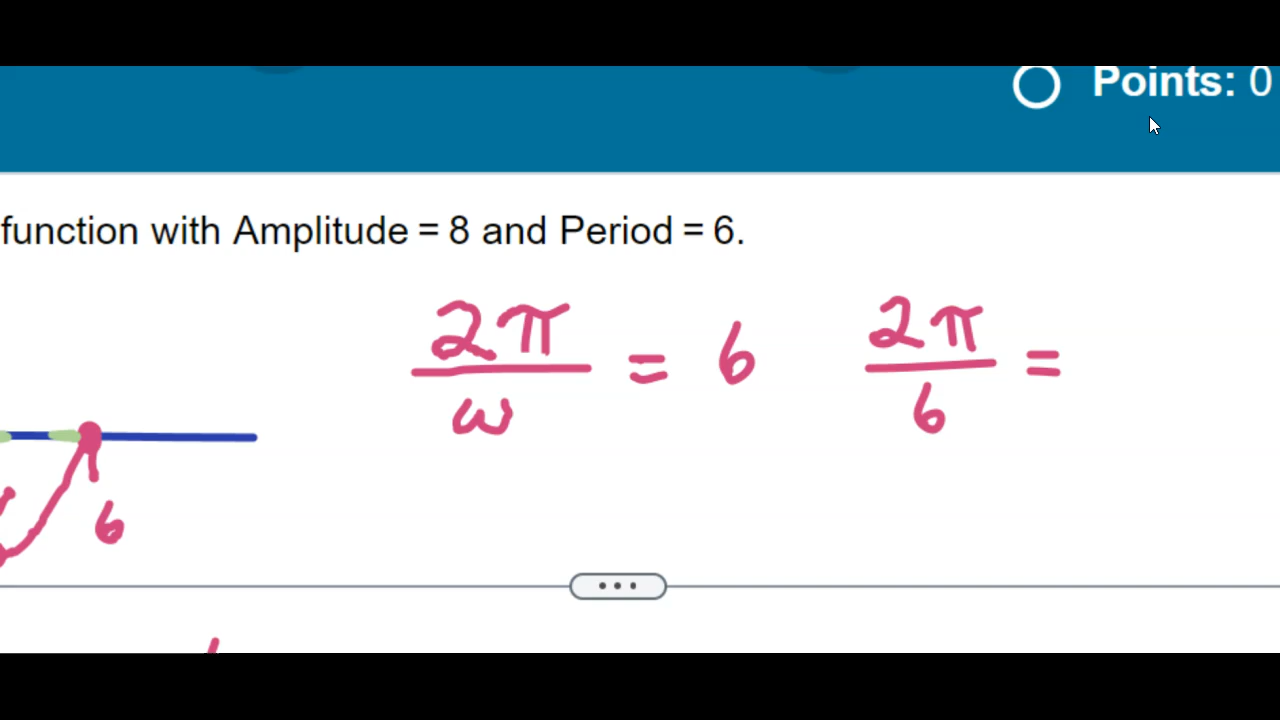 Points: 0
function with Amplitude = 8 and Period = 6.
2π/ω = 6 2π/6 =
6